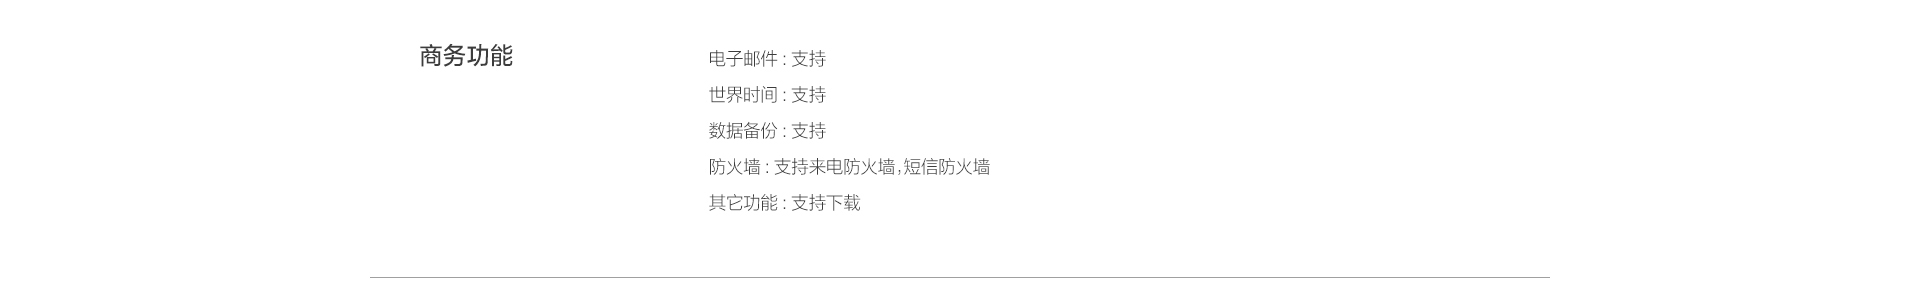 商务功能
电子邮件 : 支持
世界时间 : 支持
数据备份 : 支持
防火墙 : 支持来电防火墙,短信防火墙
其它功能 : 支持下载